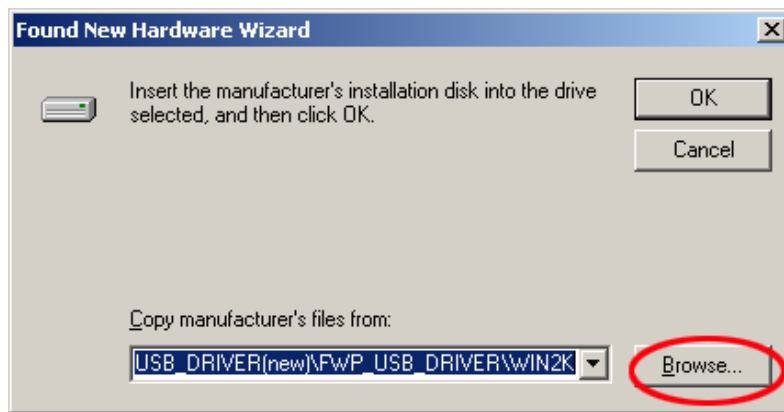 Found New Hardware Wizard
Insert the manufacturer's installation disk into the drive
selected, and then click OK.
OK
Cancel
Copy manufacturer's files from:
USB_DRIVER(new)\FWP_USB_DRIVER\WIN2K
Browse...